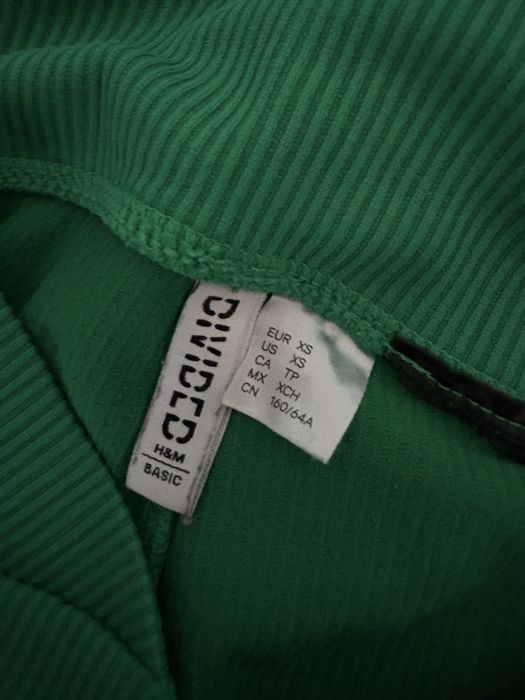 DIVIDED
H&M
BASIC
EUR XS
US XS
CA TP
MX XCH
CN 160/64A